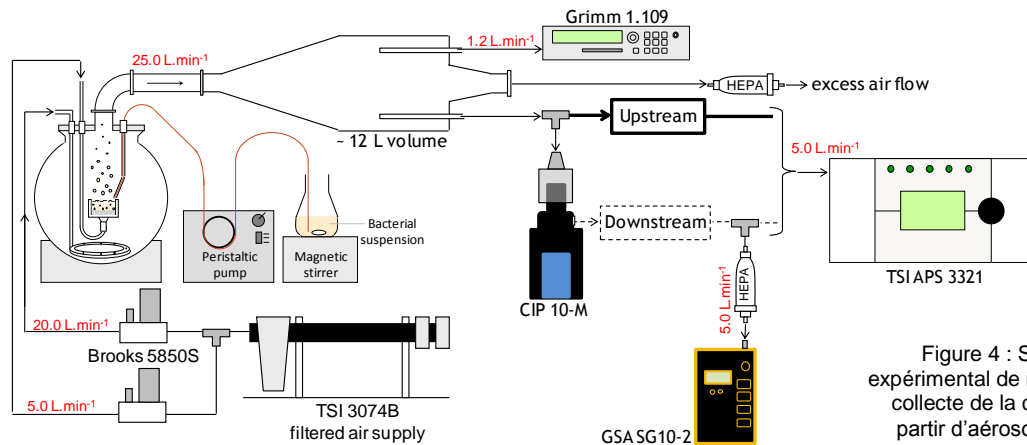 Grimm 1.109
1.2 L.min-1
25.0 L.min-1
HEPA
excess air flow
~ 12 L volume
Upstream
5.0 L.min-1
Bacterial
suspension
Peristaltic
pump
Magnetic
stirrer
Downstream
CIP 10-M
HEPA
5.0 L.min-1
TSI APS 3321
20.0 L.min-1
Brooks 5850S
5.0 L.min-1
TSI 3074B
filtered air supply
GSA SG10-2
Figure 4 : S
expérimental de
collecte de la
partir d'aéros